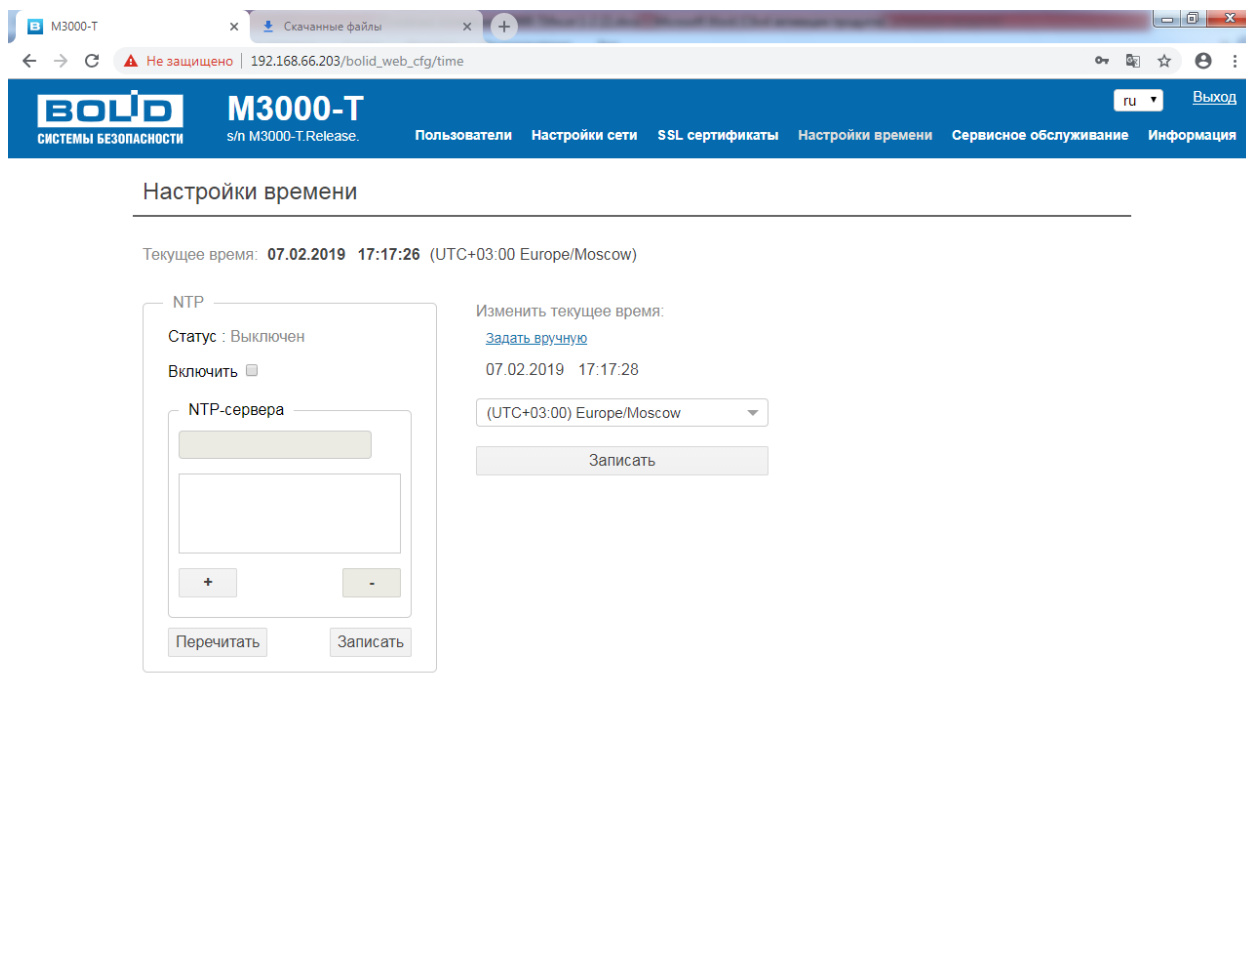 M3000-T
Скачанные файлы
Не защищено
192.168.66.203/bolid_web_cfg/time
BOLID
СИСТЕМЫ БЕЗОПАСНОСТИ
M3000-T
s/n M3000-T.Release.
ru
Выход
Пользователи
Настройки сети
SSL сертификаты
Настройки времени
Сервисное обслуживание
Информация
Настройки времени
Текущее время: 07.02.2019 17:17:26 (UTC+03:00 Europe/Moscow)
NTP
Статус : Выключен
Включить
NTP-сервера
+
-
Перечитать
Записать
Изменить текущее время:
Задать вручную
07.02.2019 17:17:28
(UTC+03:00) Europe/Moscow
Записать